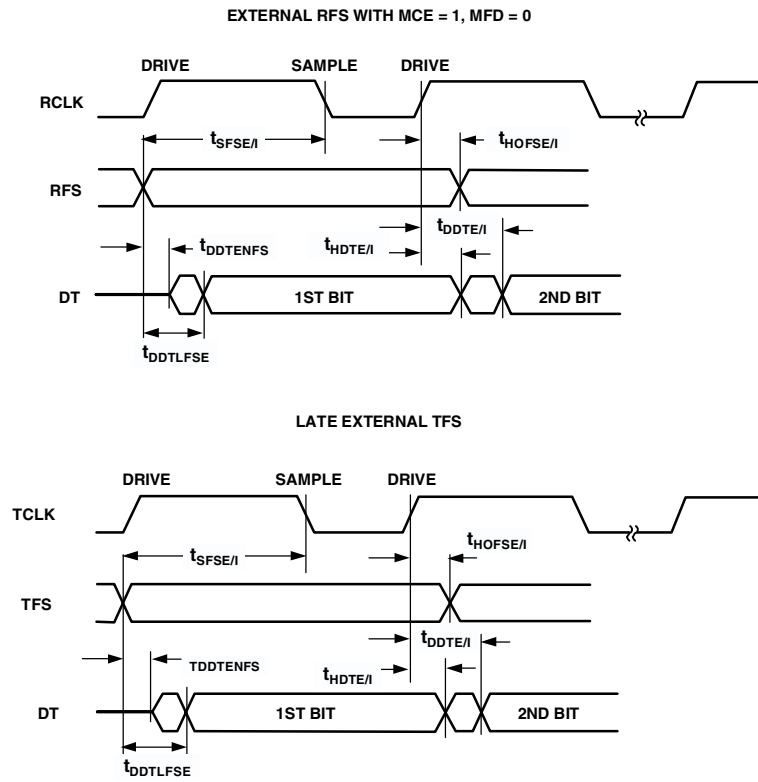 EXTERNAL RFS WITH MCE = 1, MFD = 0
DRIVE SAMPLE DRIVE
RCLK
tSFSE/I tHOFSE/I
RFS
tDDTE/I
tDDTENFS tHDTE/I
DT 1ST BIT 2ND BIT
tDDTLFSE
LATE EXTERNAL TFS
DRIVE SAMPLE DRIVE
TCLK
tSFSE/I tHOFSE/I
TFS
tDDTE/I
TDDTENFS tHDTE/I
DT 1ST BIT 2ND BIT
tDDTLFSE